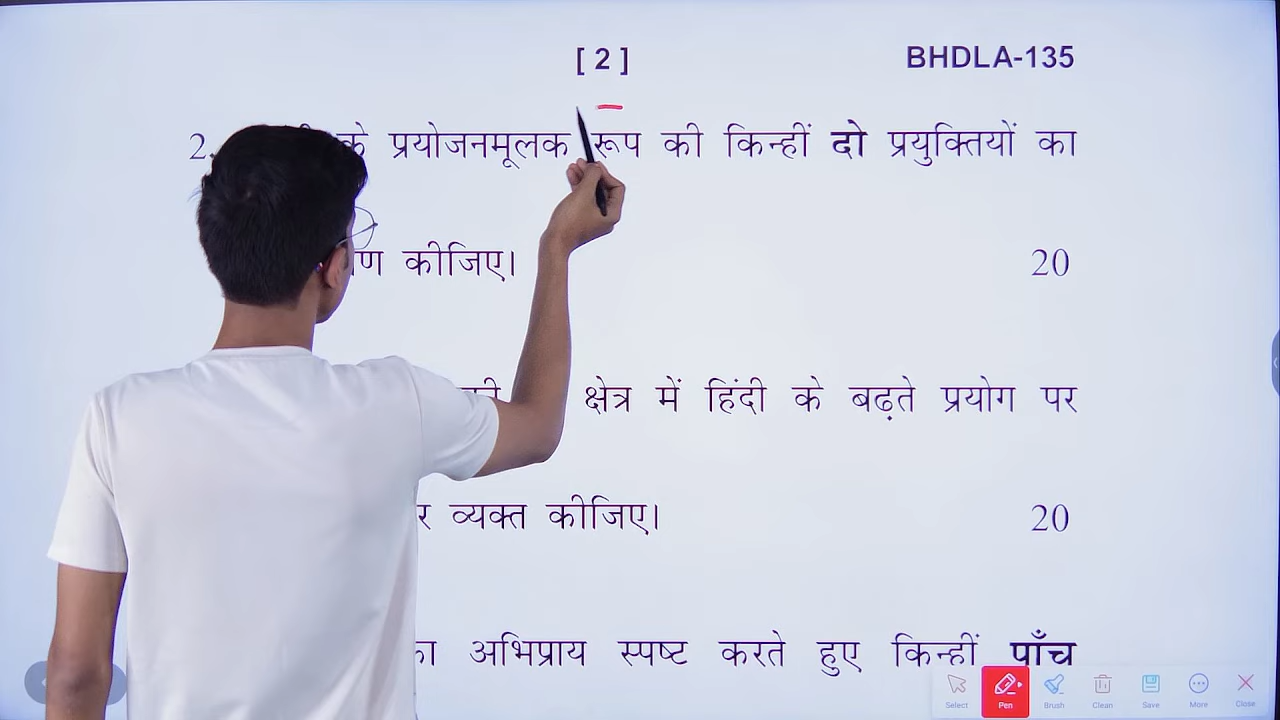 [ 2 ] BHDLA-135
2. के प्रयोजनमूलक रूप की किन्हीं दो प्रयुक्तियों का
कीजिए। 20
क्षेत्र में हिंदी के बढ़ते प्रयोग पर
व्यक्त कीजिए। 20
अभिप्राय स्पष्ट करते हुए किन्हीं पाँच
Select Pen Brush Clean Save More Close